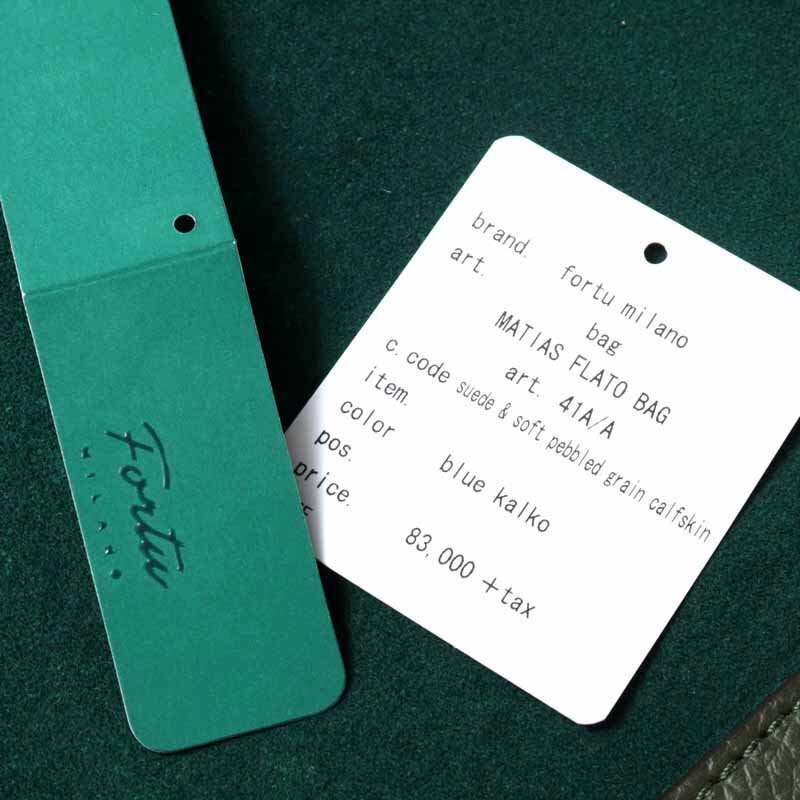 Fortu
MILANO
brand. fortu milano
art. bag
MATIAS FLATO BAG
art. 41A/A
c. code suede & soft pebbled grain calfskin
item.
color blue kalko
pos.
price. 83,000 +tax